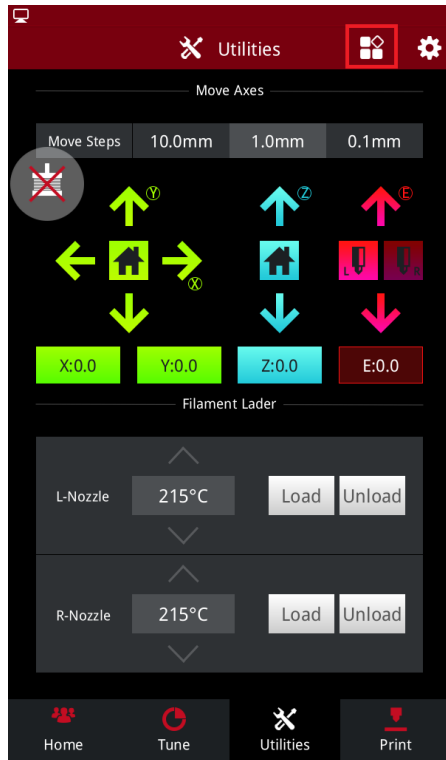 Utilities
Move Axes
Move Steps 10.0mm 1.0mm 0.1mm
Y Z E
L R
X
X:0.0 Y:0.0 Z:0.0 E:0.0
Filament Lader
L-Nozzle 215°C Load Unload
R-Nozzle 215°C Load Unload
Home Tune Utilities Print